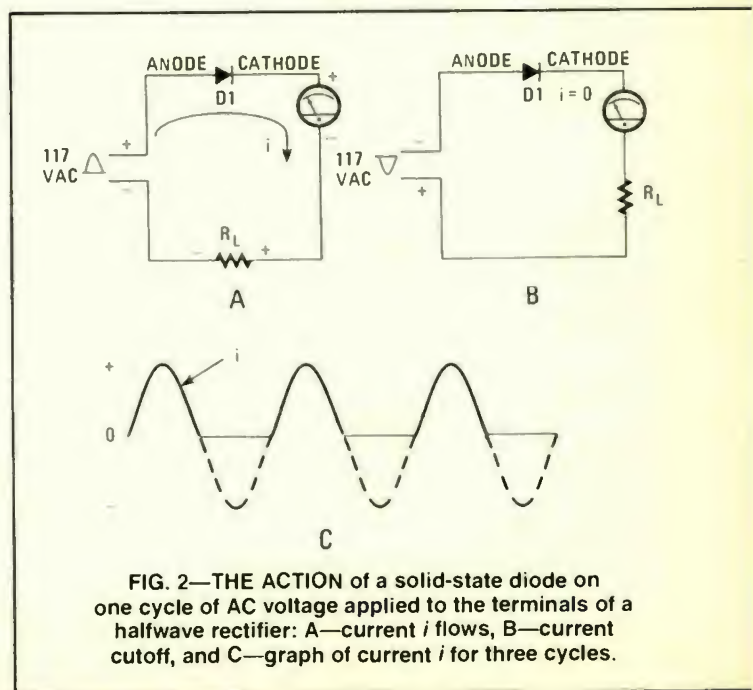 ANODE CATHODE
D1
+
+
−
i
117
VAC
+
−
R_L
−
+
A
ANODE CATHODE
D1 i = 0
117
VAC
−
+
R_L
B
+
0
−
i
C
FIG. 2—THE ACTION of a solid-state diode on
one cycle of AC voltage applied to the terminals of a
halfwave rectifier: A—current i flows, B—current
cutoff, and C—graph of current i for three cycles.